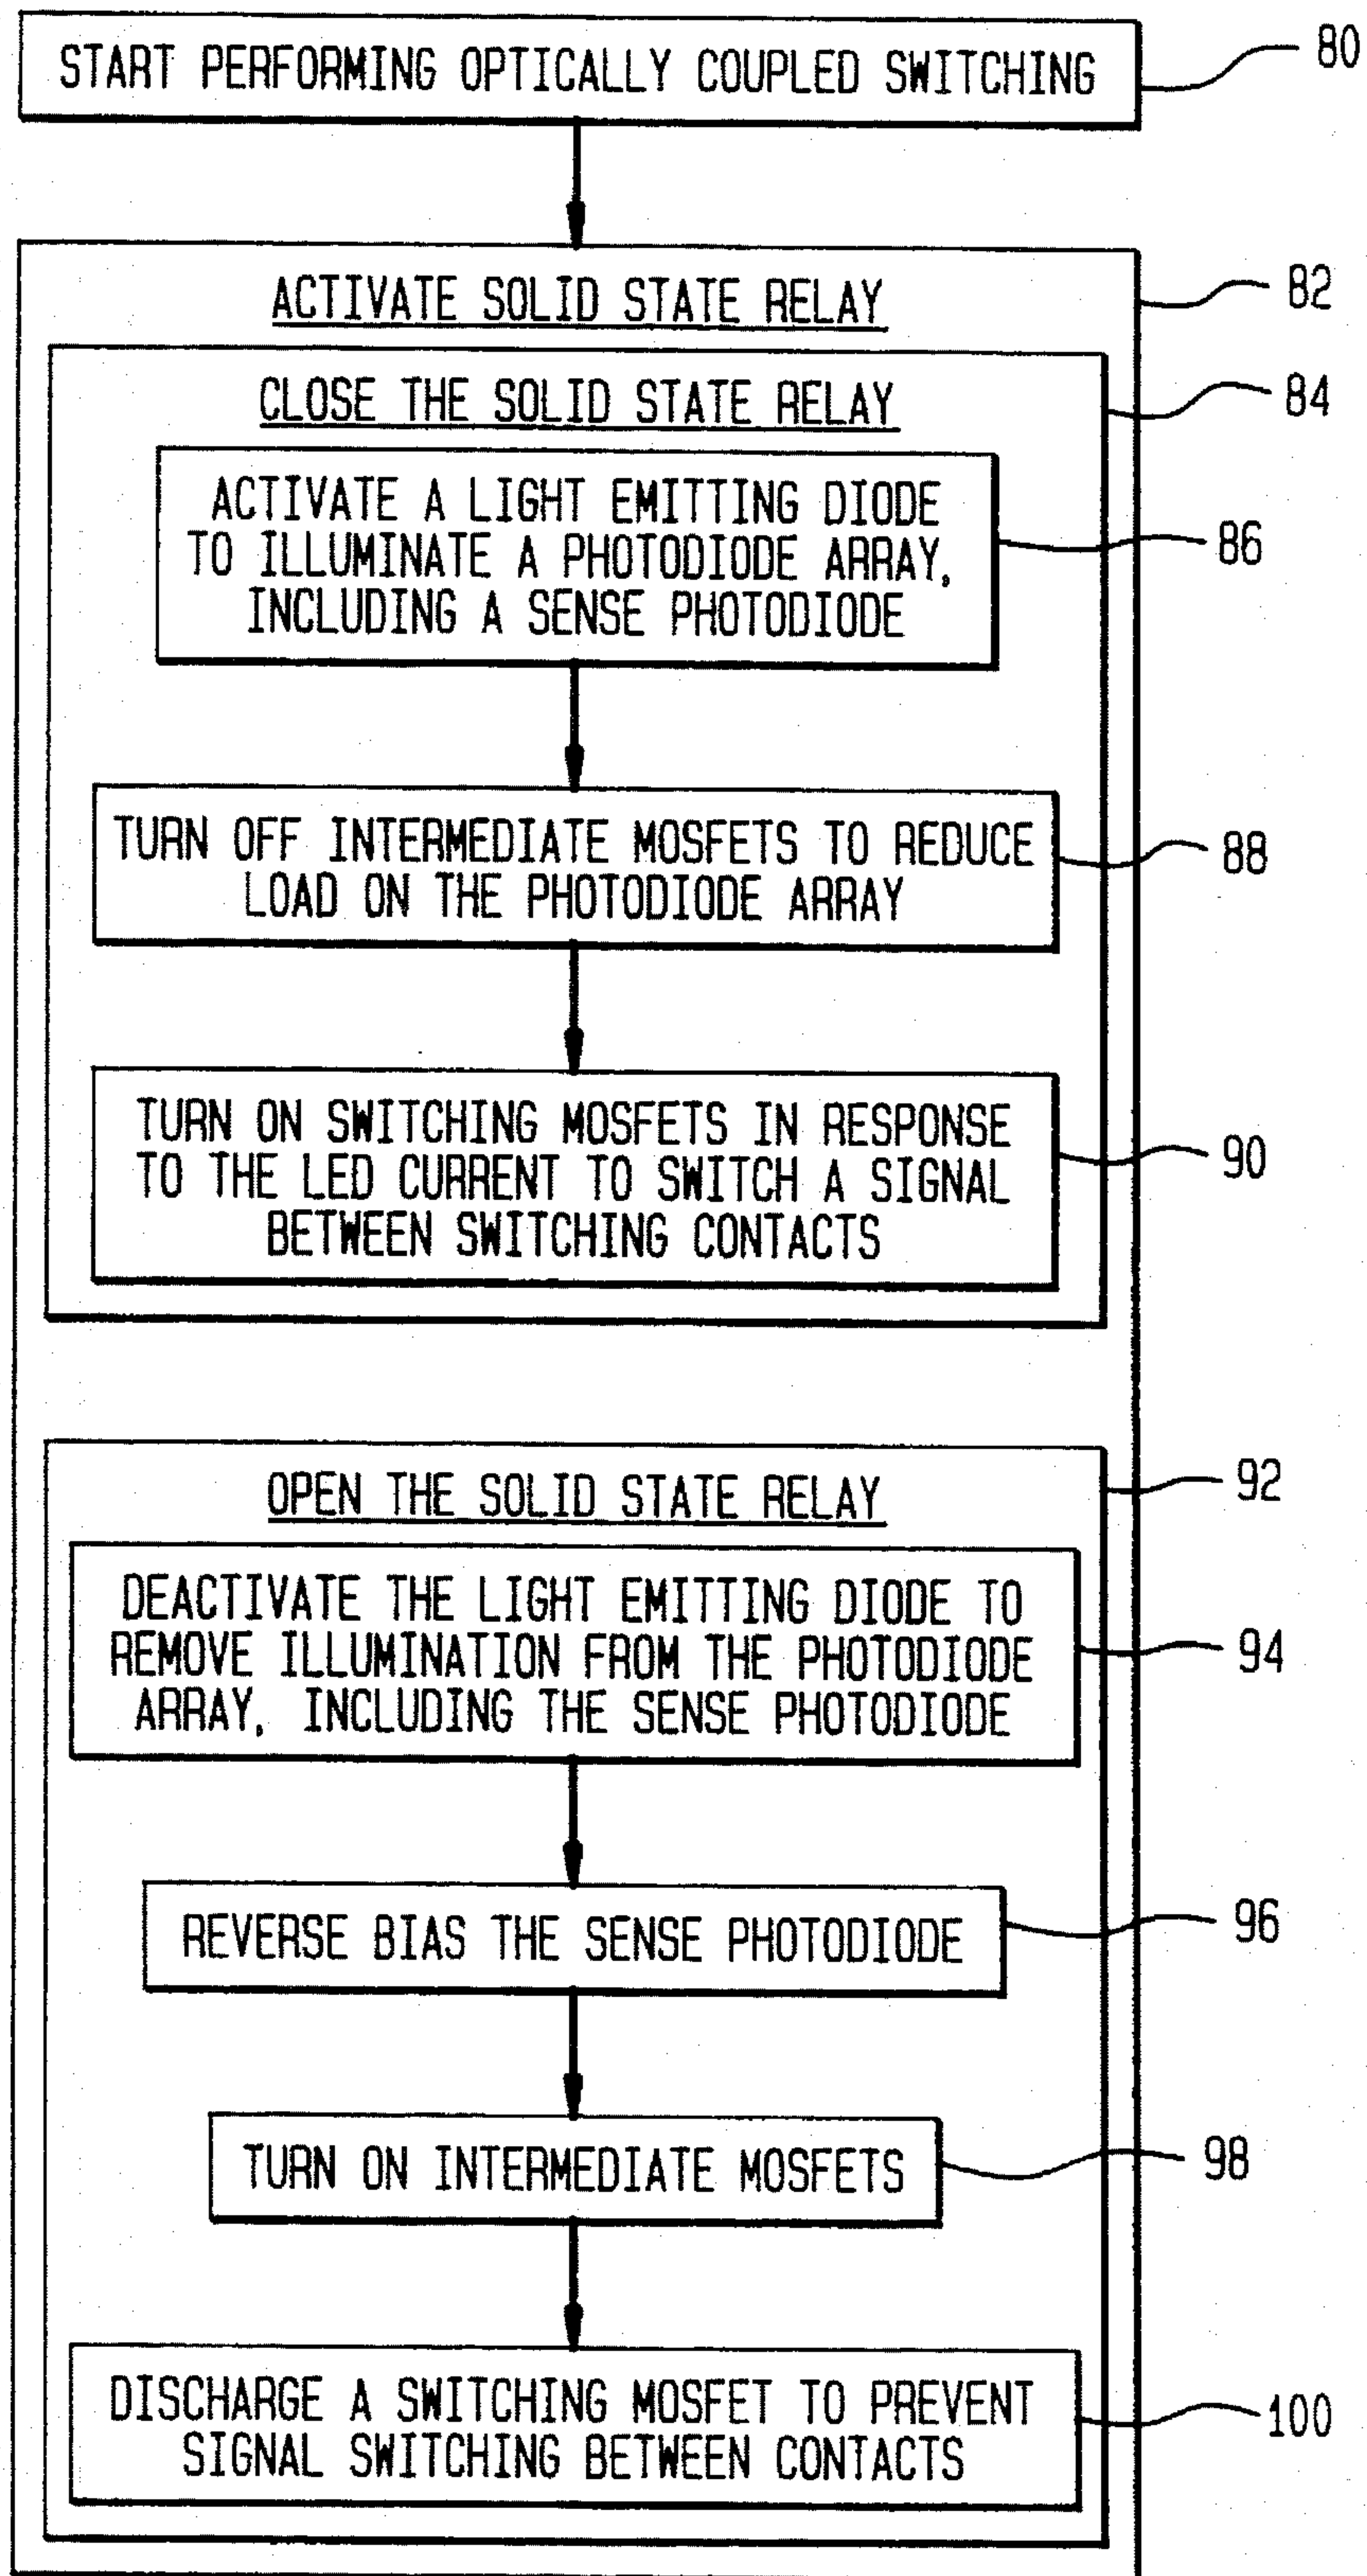 START PERFORMING OPTICALLY COUPLED SWITCHING
80
ACTIVATE SOLID STATE RELAY
82
CLOSE THE SOLID STATE RELAY
84
ACTIVATE A LIGHT EMITTING DIODE
TO ILLUMINATE A PHOTODIODE ARRAY,
INCLUDING A SENSE PHOTODIODE
86
TURN OFF INTERMEDIATE MOSFETS TO REDUCE
LOAD ON THE PHOTODIODE ARRAY
88
TURN ON SWITCHING MOSFETS IN RESPONSE
TO THE LED CURRENT TO SWITCH A SIGNAL
BETWEEN SWITCHING CONTACTS
90
OPEN THE SOLID STATE RELAY
92
DEACTIVATE THE LIGHT EMITTING DIODE TO
REMOVE ILLUMINATION FROM THE PHOTODIODE
ARRAY, INCLUDING THE SENSE PHOTODIODE
94
REVERSE BIAS THE SENSE PHOTODIODE
96
TURN ON INTERMEDIATE MOSFETS
98
DISCHARGE A SWITCHING MOSFET TO PREVENT
SIGNAL SWITCHING BETWEEN CONTACTS
100